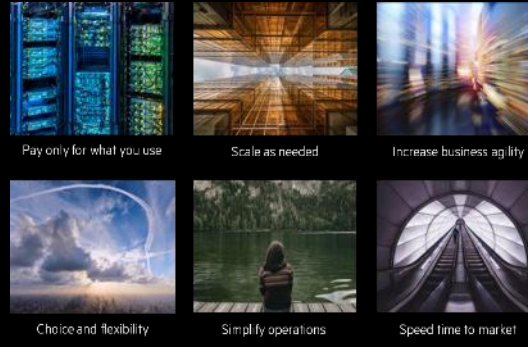 Pay only for what you use
Scale as needed
Increase business agility
Choice and flexibility
Simplify operations
Speed time to market